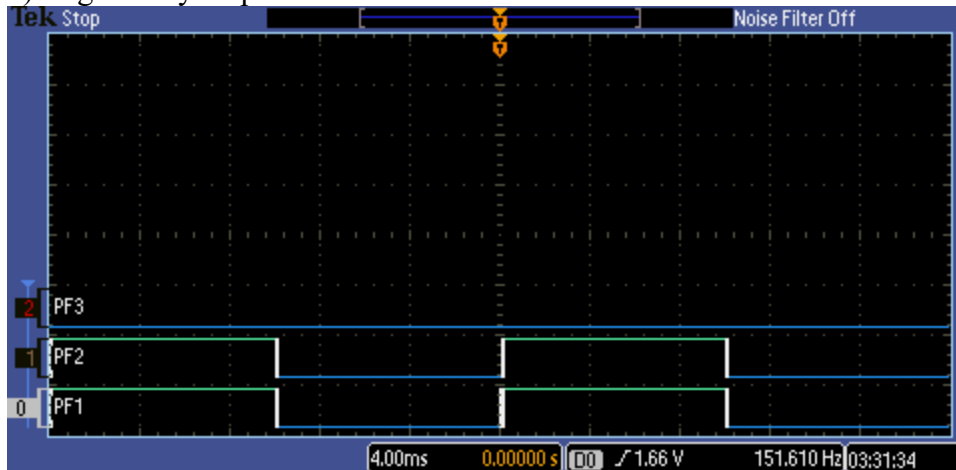 Tek Stop
Noise Filter Off
2 PF3
1 PF2
0 PF1
4.00ms 0.00000 s D0 / 1.66 V 151.610 Hz 03:31:34